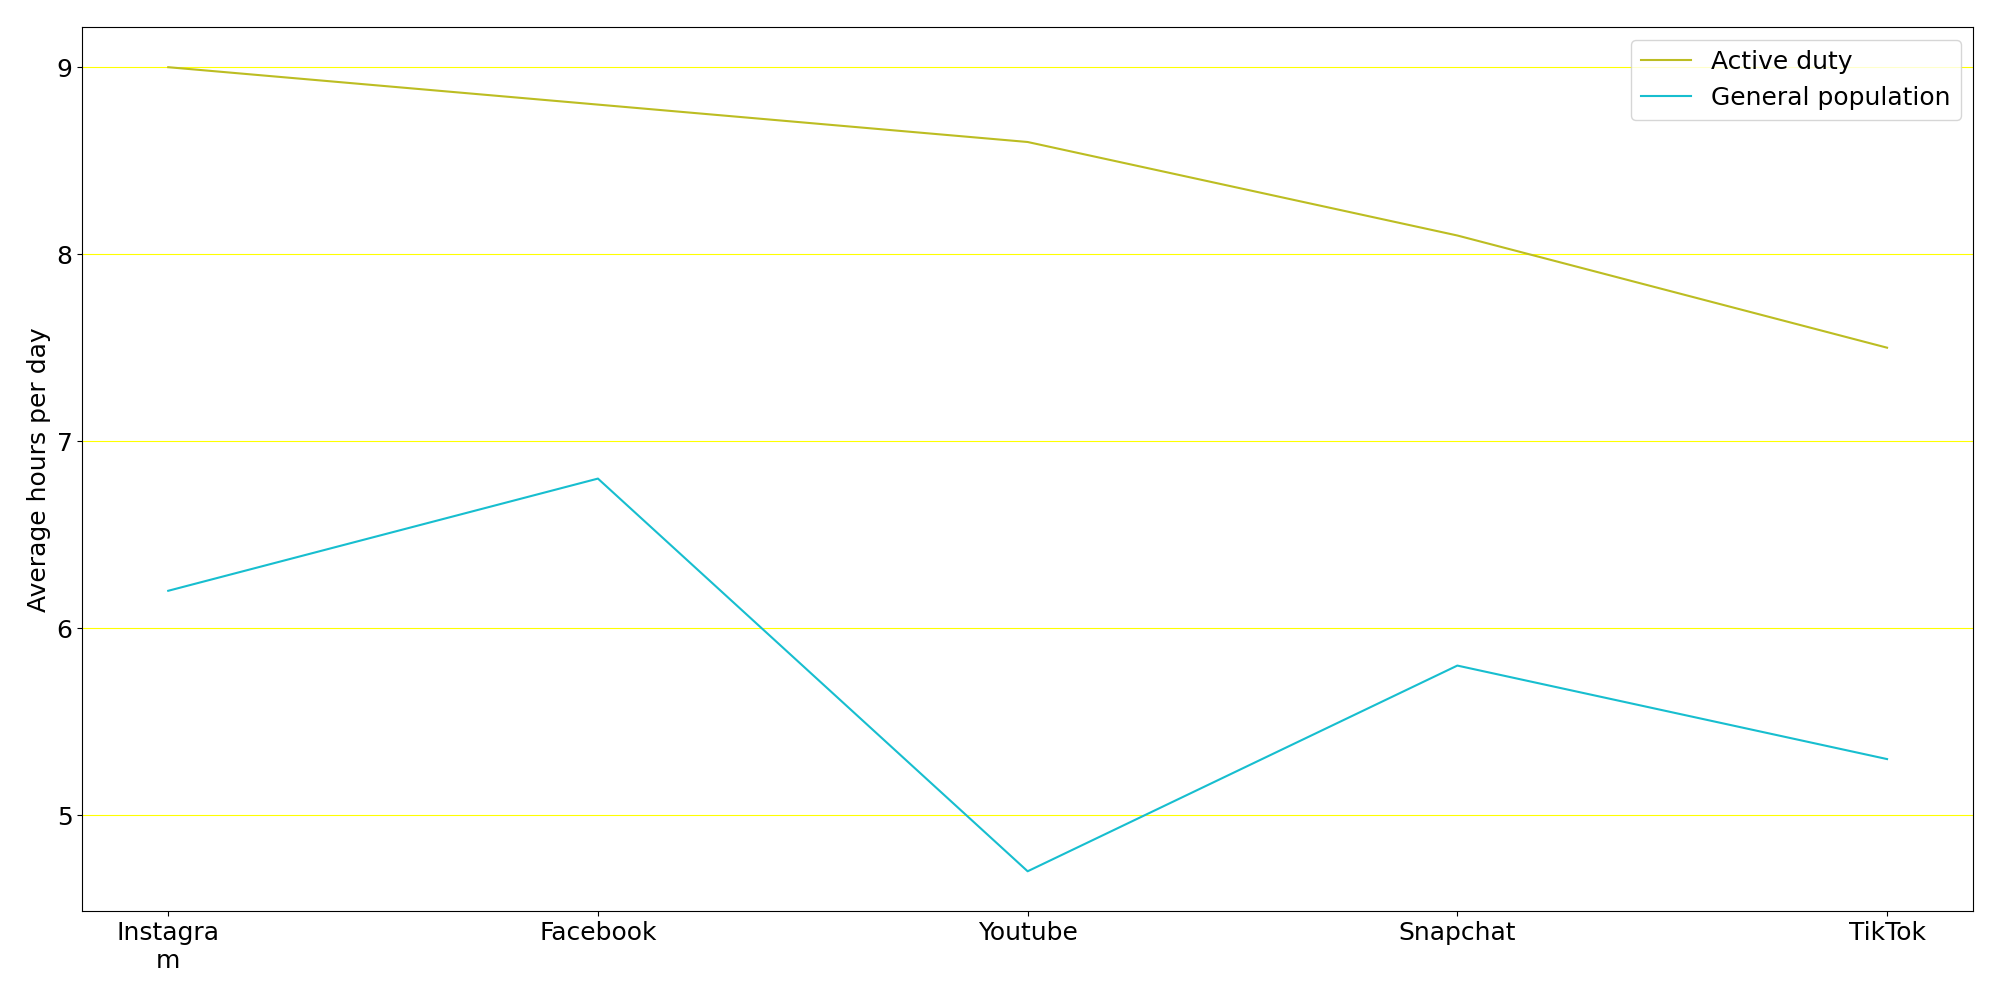 Active duty
General population
Average hours per day
9
8
7
6
5
Instagra
m
Facebook
Youtube
Snapchat
TikTok